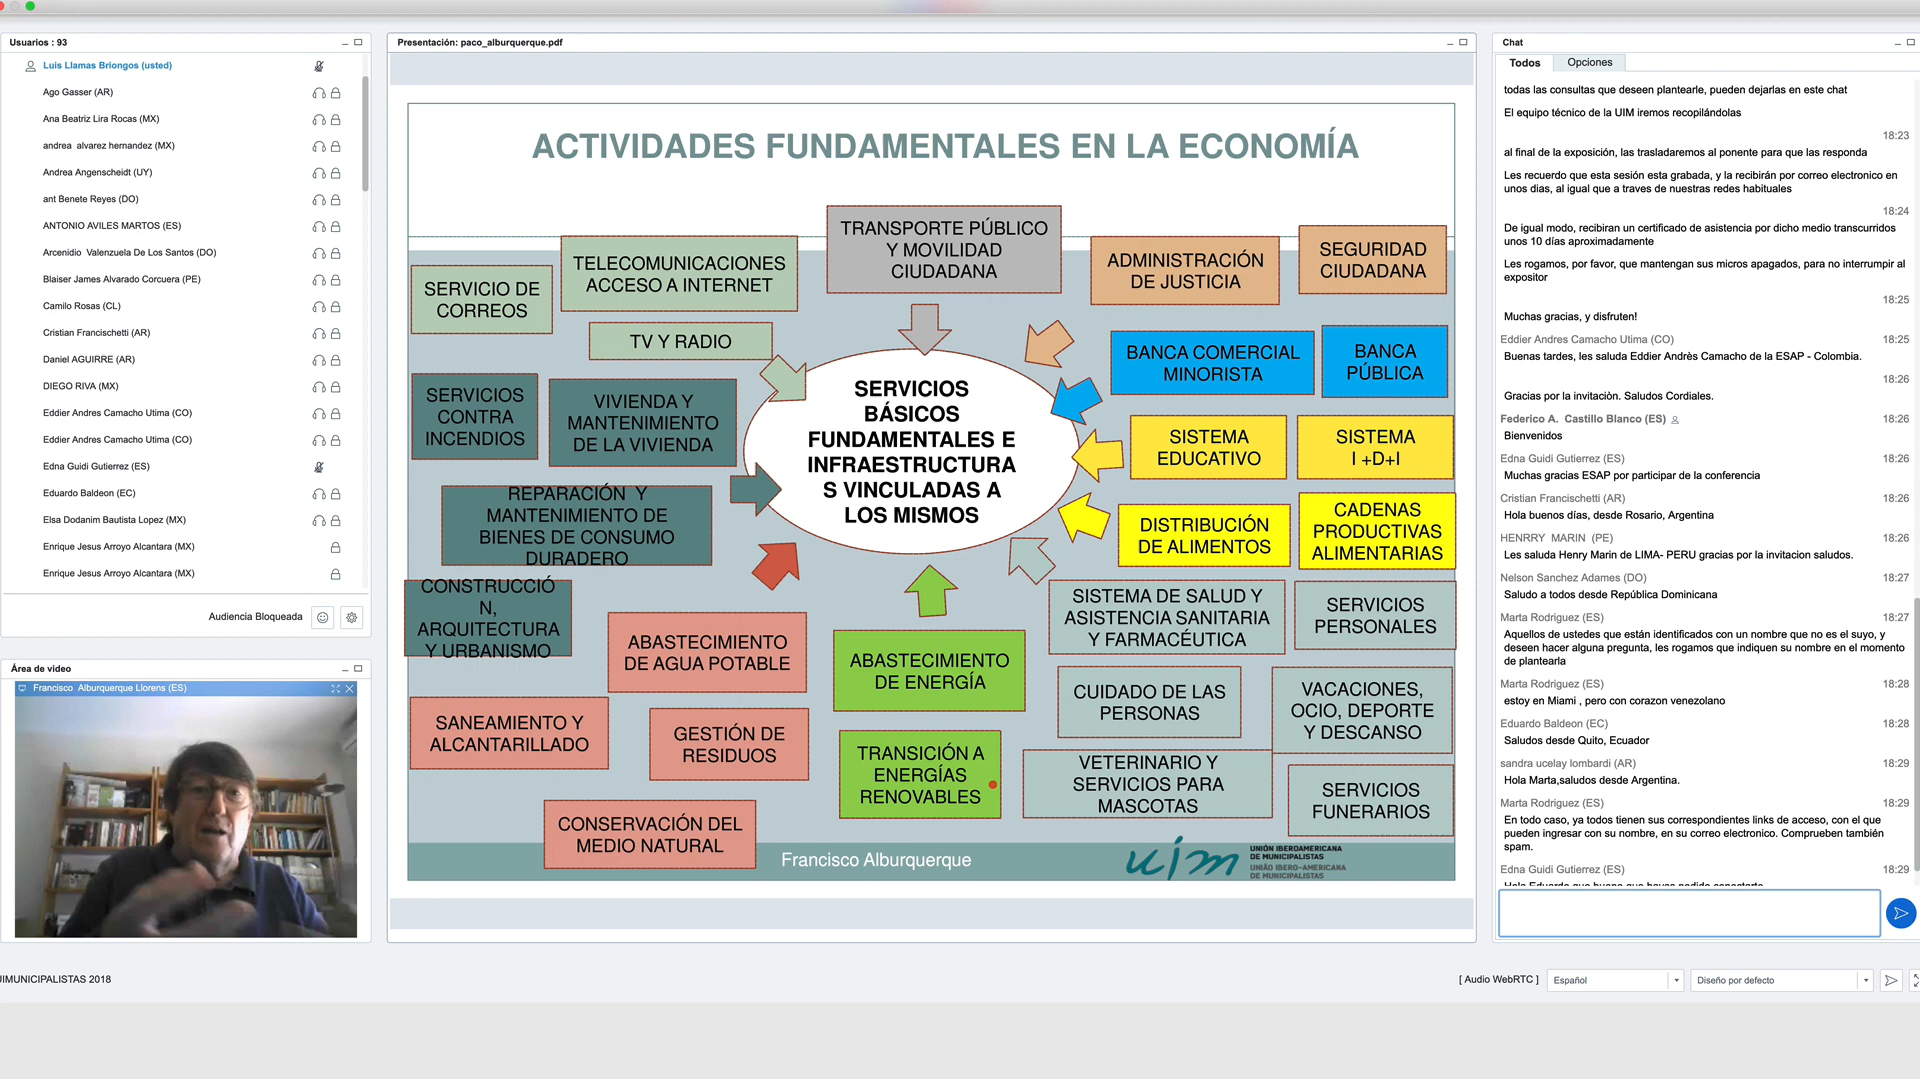 Usuarios : 93
Luis Llamas Briongos (usted)
Ago Gasser (AR)
Ana Beatriz Lira Rocas (MX)
andrea alvarez hernandez (MX)
Andrea Angenscheidt (UY)
ant Benete Reyes (DO)
ANTONIO AVILES MARTOS (ES)
Arcenidio Valenzuela De Los Santos (DO)
Blaiser James Alvarado Corcuera (PE)
Camilo Rosas (CL)
Cristian Francischetti (AR)
Daniel AGUIRRE (AR)
DIEGO RIVA (MX)
Eddier Andres Camacho Utima (CO)
Eddier Andres Camacho Utima (CO)
Edna Guidi Gutierrez (ES)
Eduardo Baldeon (EC)
Elsa Dodanim Bautista Lopez (MX)
Enrique Jesus Arroyo Alcantara (MX)
Enrique Jesus Arroyo Alcantara (MX)
Audiencia Bloqueada
Área de video
Francisco Alburquerque Llorens (ES)
Presentación: paco_alburquerque.pdf
ACTIVIDADES FUNDAMENTALES EN LA ECONOMÍA
SERVICIO DE
CORREOS
TELECOMUNICACIONES
ACCESO A INTERNET
TV Y RADIO
TRANSPORTE PÚBLICO
Y MOVILIDAD
CIUDADANA
ADMINISTRACIÓN
DE JUSTICIA
SEGURIDAD
CIUDADANA
BANCA COMERCIAL
MINORISTA
BANCA
PÚBLICA
SERVICIOS
CONTRA
INCENDIOS
VIVIENDA Y
MANTENIMIENTO
DE LA VIVIENDA
SERVICIOS
BÁSICOS
FUNDAMENTALES E
INFRAESTRUCTURA
S VINCULADAS A
LOS MISMOS
SISTEMA
EDUCATIVO
SISTEMA
I +D+I
REPARACIÓN Y
MANTENIMIENTO DE
BIENES DE CONSUMO
DURADERO
DISTRIBUCIÓN
DE ALIMENTOS
CADENAS
PRODUCTIVAS
ALIMENTARIAS
CONSTRUCCIÓ
N,
ARQUITECTURA
Y URBANISMO
ABASTECIMIENTO
DE AGUA POTABLE
ABASTECIMIENTO
DE ENERGÍA
SISTEMA DE SALUD Y
ASISTENCIA SANITARIA
Y FARMACÉUTICA
SERVICIOS
PERSONALES
SANEAMIENTO Y
ALCANTARILLADO
GESTIÓN DE
RESIDUOS
TRANSICIÓN A
ENERGÍAS
RENOVABLES
CUIDADO DE LAS
PERSONAS
VACACIONES,
OCIO, DEPORTE
Y DESCANSO
VETERINARIO Y
SERVICIOS PARA
MASCOTAS
SERVICIOS
FUNERARIOS
CONSERVACIÓN DEL
MEDIO NATURAL
Francisco Alburquerque
uim
UNIÓN IBEROAMERICANA
DE MUNICIPALISTAS
UNIÃO IBERO-AMERICANA
DE MUNICIPALISTAS
Chat
Todos
Opciones
todas las consultas que deseen plantearle, pueden dejarlas en este chat
El equipo técnico de la UIM iremos recopilándolas
18:23
al final de la exposición, las trasladaremos al ponente para que las responda
Les recuerdo que esta sesión esta grabada, y la recibirán por correo electronico en
unos dias, al igual que a traves de nuestras redes habituales
18:24
De igual modo, recibiran un certificado de asistencia por dicho medio transcurridos
unos 10 días aproximadamente
Les rogamos, por favor, que mantengan sus micros apagados, para no interrumpir al
expositor
18:25
Muchas gracias, y disfruten!
Eddier Andres Camacho Utima (CO) 18:25
Buenas tardes, les saluda Eddier Andrès Camacho de la ESAP - Colombia.
18:26
Gracias por la invitaciòn. Saludos Cordiales.
Federico A. Castillo Blanco (ES) 18:26
Bienvenidos
Edna Guidi Gutierrez (ES) 18:26
Muchas gracias ESAP por participar de la conferencia
Cristian Francischetti (AR) 18:26
Hola buenos días, desde Rosario, Argentina
HENRRY MARIN (PE) 18:26
Les saluda Henry Marin de LIMA- PERU gracias por la invitacion saludos.
Nelson Sanchez Adames (DO) 18:27
Saludo a todos desde República Dominicana
Marta Rodriguez (ES) 18:27
Aquellos de ustedes que están identificados con un nombre que no es el suyo, y
deseen hacer alguna pregunta, les rogamos que indiquen su nombre en el momento
de plantearla
Marta Rodriguez (ES) 18:28
estoy en Miami , pero con corazon venezolano
Eduardo Baldeon (EC) 18:28
Saludos desde Quito, Ecuador
sandra ucelay lombardi (AR) 18:29
Hola Marta,saludos desde Argentina.
Marta Rodriguez (ES) 18:29
En todo caso, ya todos tienen sus correspondientes links de acceso, con el que
pueden ingresar con su nombre, en su correo electronico. Comprueben también
spam.
Edna Guidi Gutierrez (ES) 18:29
UIMUNICIPALISTAS 2018
[ Audio WebRTC ]
Español
Diseño por defecto